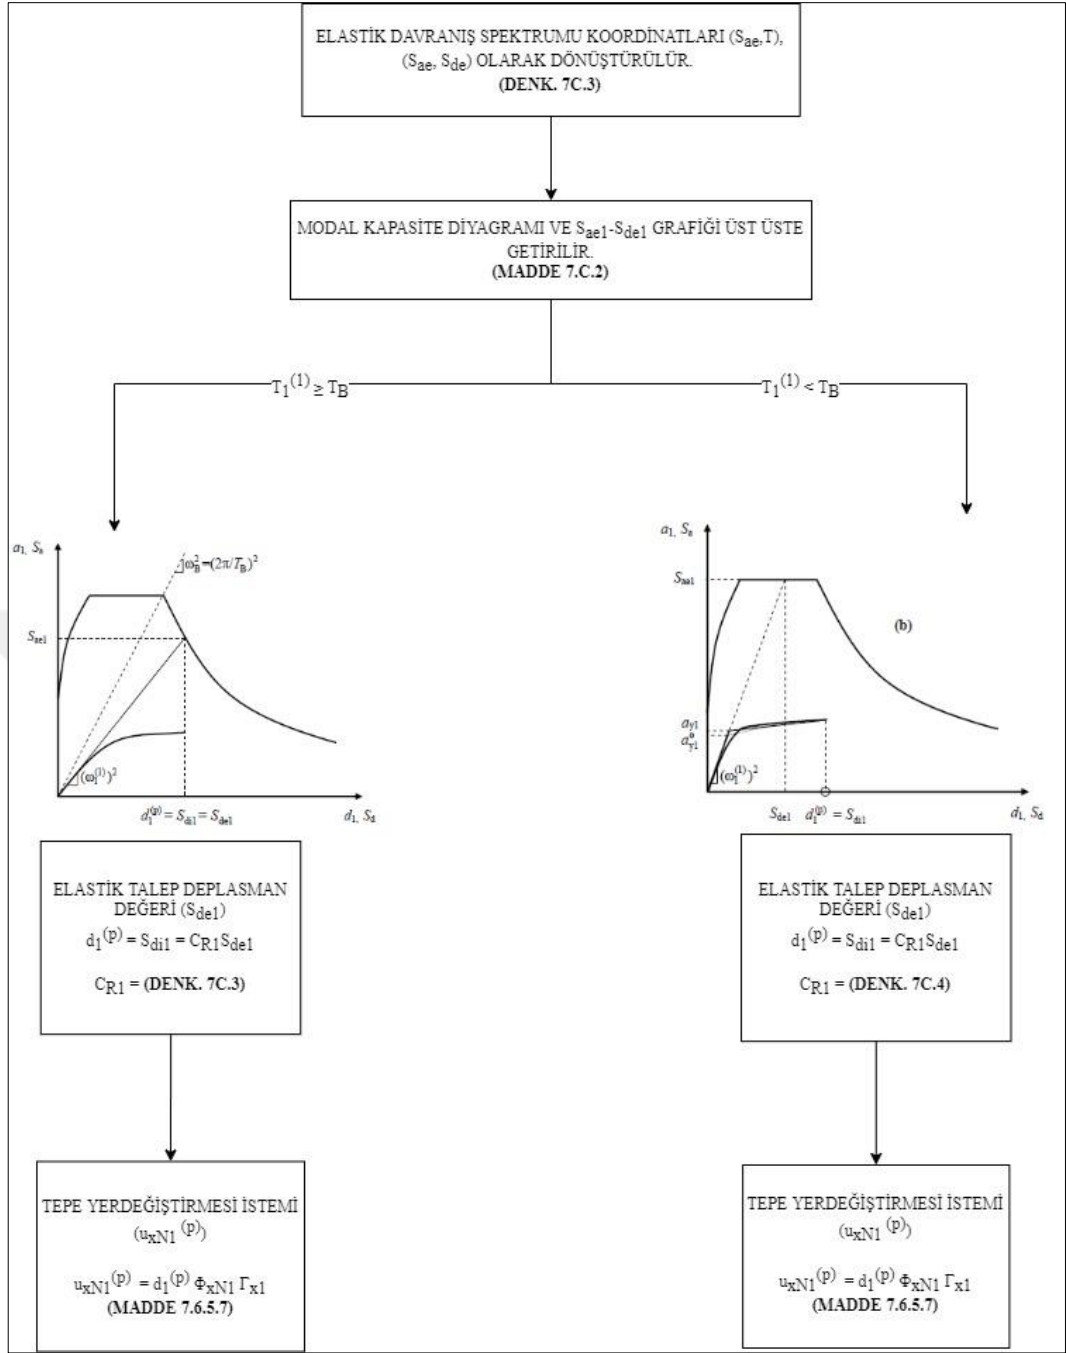 ELASTİK DAVRANIŞ SPEKTRUMU KOORDİNATLARI (Sae,T),
(Sae, Sde) OLARAK DÖNÜŞTÜRÜLÜR.
(DENK. 7C.3)
MODAL KAPASİTE DİYAGRAMI VE Sae1-Sde1 GRAFİĞİ ÜST ÜSTE
GETİRİLİR.
(MADDE 7.C.2)
T1(1) ≥ TB
T1(1) < TB
a1, Sa
ωB2=(2π/TB)2
Sae1
(ω1(1))2
d1(p) = Sdi1 = Sde1
d1, Sd
a1, Sa
Sae1
(b)
ay1
ay1o
(ω1(1))2
Sde1
d1(p) = Sdi1
d1, Sd
ELASTİK TALEP DEPLASMAN
DEĞERİ (Sde1)
d1(p) = Sdi1 = CR1Sde1
CR1 = (DENK. 7C.3)
ELASTİK TALEP DEPLASMAN
DEĞERİ (Sde1)
d1(p) = Sdi1 = CR1Sde1
CR1 = (DENK. 7C.4)
TEPE YERDEĞİŞTİRMESİ İSTEMİ
(uxN1(p))
uxN1(p) = d1(p) ΦxN1 Γx1
(MADDE 7.6.5.7)
TEPE YERDEĞİŞTİRMESİ İSTEMİ
(uxN1(p))
uxN1(p) = d1(p) ΦxN1 Γx1
(MADDE 7.6.5.7)